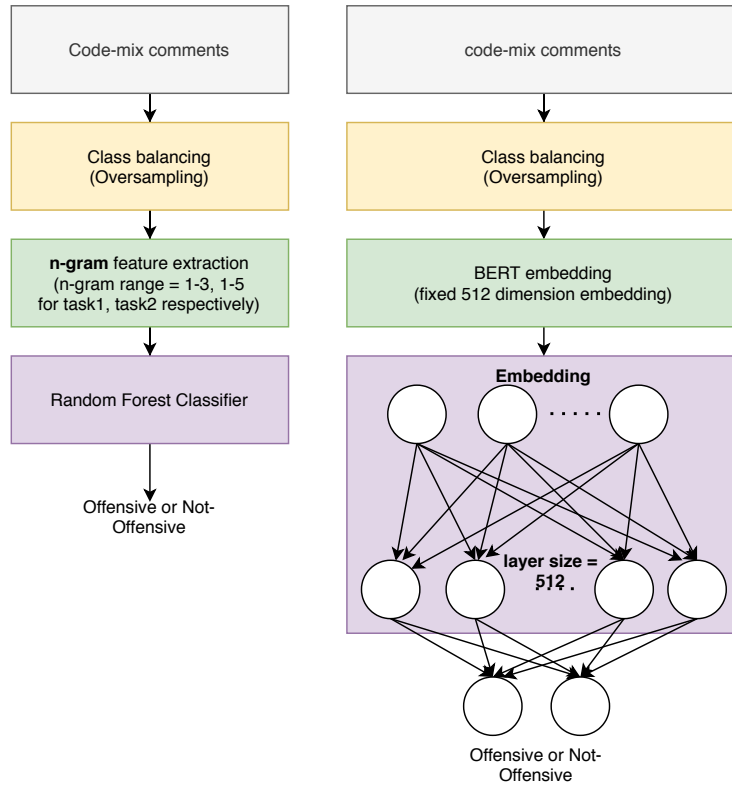 Code-mix comments
Class balancing
(Oversampling)
n-gram feature extraction
(n-gram range = 1-3, 1-5
for task1, task2 respectively)
Random Forest Classifier
Offensive or Not-
Offensive
code-mix comments
Class balancing
(Oversampling)
BERT embedding
(fixed 512 dimension embedding)
Embedding
. . . . .
layer size =
512
. . . .
Offensive or Not-
Offensive